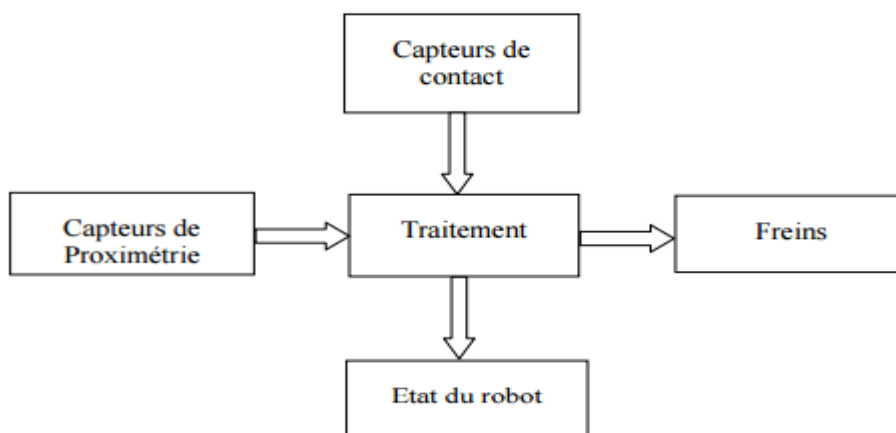 Capteurs de
contact
Capteurs de
Proximétrie
Traitement
Freins
Etat du robot